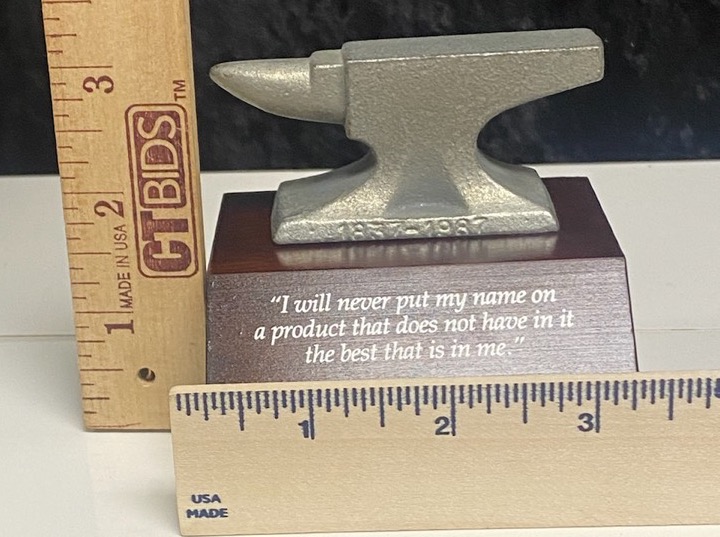 3
2
1
MADE IN USA
CTBIDS™
1837-1987
“I will never put my name on
a product that does not have in it
the best that is in me.”
1 2 3
USA
MADE